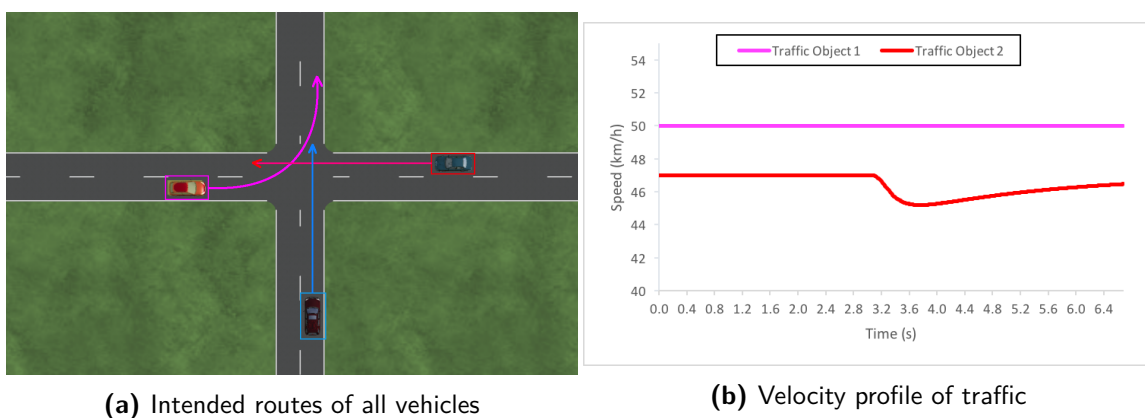 Traffic Object 1 Traffic Object 2
54
52
50
48
46
44
42
40
Speed (km/h)
0.0 0.4 0.8 1.2 1.6 2.0 2.4 2.8 3.2 3.6 4.0 4.4 4.8 5.2 5.6 6.0 6.4
Time (s)
(a) Intended routes of all vehicles
(b) Velocity profile of traffic